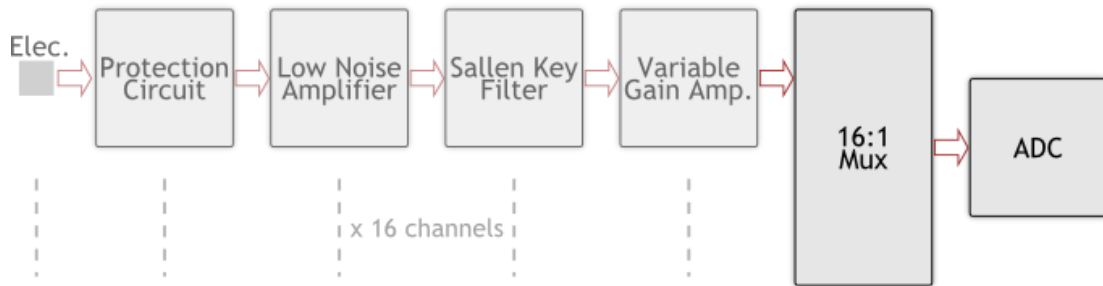 Elec.
Protection
Circuit
Low Noise
Amplifier
Sallen Key
Filter
Variable
Gain Amp.
16:1
Mux
ADC
x 16 channels